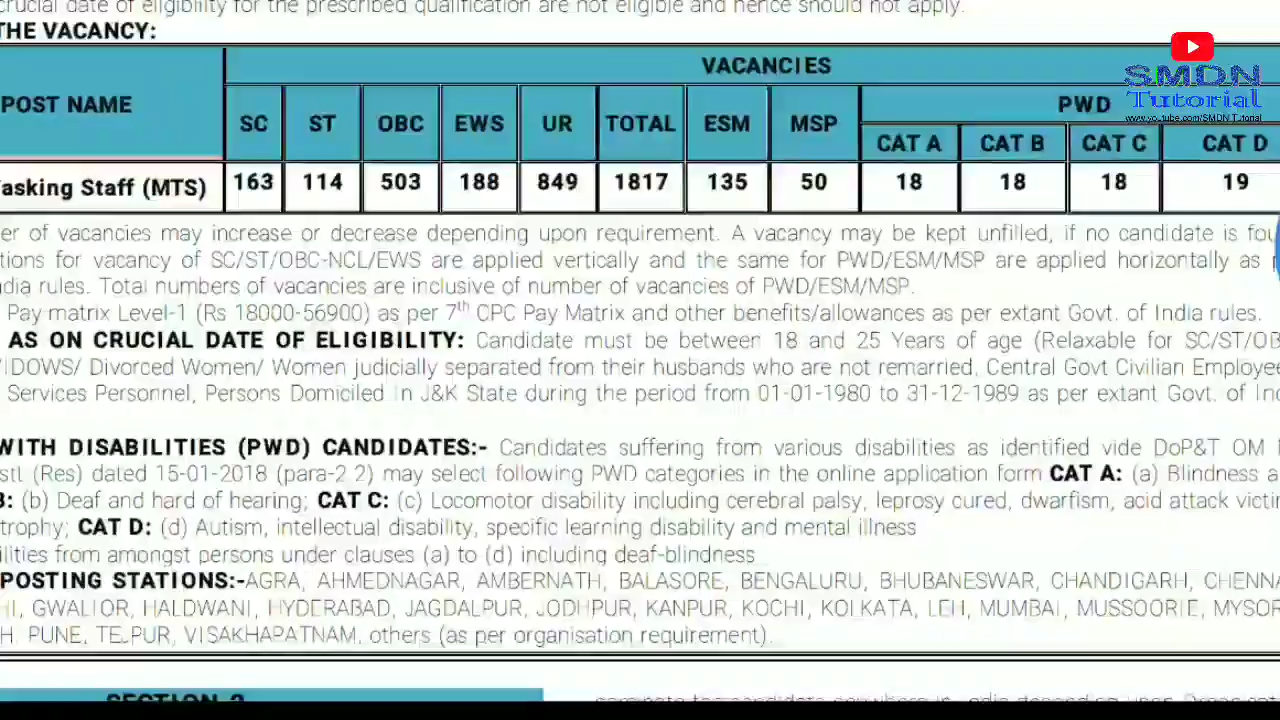 crucial date of eligibility for the prescribed qualification are not eligible and hence should not apply.
THE VACANCY:
VACANCIES
SMDN
Tutorial
POST NAME
PWD
SC ST OBC EWS UR TOTAL ESM MSP
CAT A CAT B CAT C CAT D
asking Staff (MTS) 163 114 503 188 849 1817 135 50 18 18 18 19
er of vacancies may increase or decrease depending upon requirement. A vacancy may be kept unfilled, if no candidate is fou
tions for vacancy of SC/ST/OBC-NCL/EWS are applied vertically and the same for PWD/ESM/MSP are applied horizontally as
ndia rules. Total numbers of vacancies are inclusive of number of vacancies of PWD/ESM/MSP.
Pay matrix Level-1 (Rs 18000-56900) as per 7th CPC Pay Matrix and other benefits/allowances as per extant Govt. of India rules.
AS ON CRUCIAL DATE OF ELIGIBILITY: Candidate must be between 18 and 25 Years of age (Relaxable for SC/ST/OB
/IDOWS/ Divorced Women/ Women judicially separated from their husbands who are not remarried, Central Govt Civilian Employee
Services Personnel, Persons Domiciled in J&K State during the period from 01-01-1980 to 31-12-1989 as per extant Govt. of Ind
WITH DISABILITIES (PWD) CANDIDATES:- Candidates suffering from various disabilities as identified vide DoP&T OM
stt (Res) dated 15-01-2018 (para-2.2) may select following PWD categories in the online application form CAT A: (a) Blindness a
B: (b) Deaf and hard of hearing; CAT C: (c) Locomotor disability including cerebral palsy, leprosy cured, dwarfism, acid attack victi
trophy; CAT D: (d) Autism, intellectual disability, specific learning disability and mental illness
ilities from amongst persons under clauses (a) to (d) including deaf-blindness
POSTING STATIONS:-AGRA, AHMEDNAGAR, AMBERNATH, BALASORE, BENGALURU, BHUBANESWAR, CHANDIGARH, CHENNA
HI, GWALIOR, HALDWANI, HYDERABAD, JAGDALPUR, JODHPUR, KANPUR, KOCHI, KOLKATA, LEH, MUMBAI, MUSSOORIE, MYSOR
H, PUNE, TEZPUR, VISAKHAPATNAM, others (as per organisation requirement).
SECTION-2